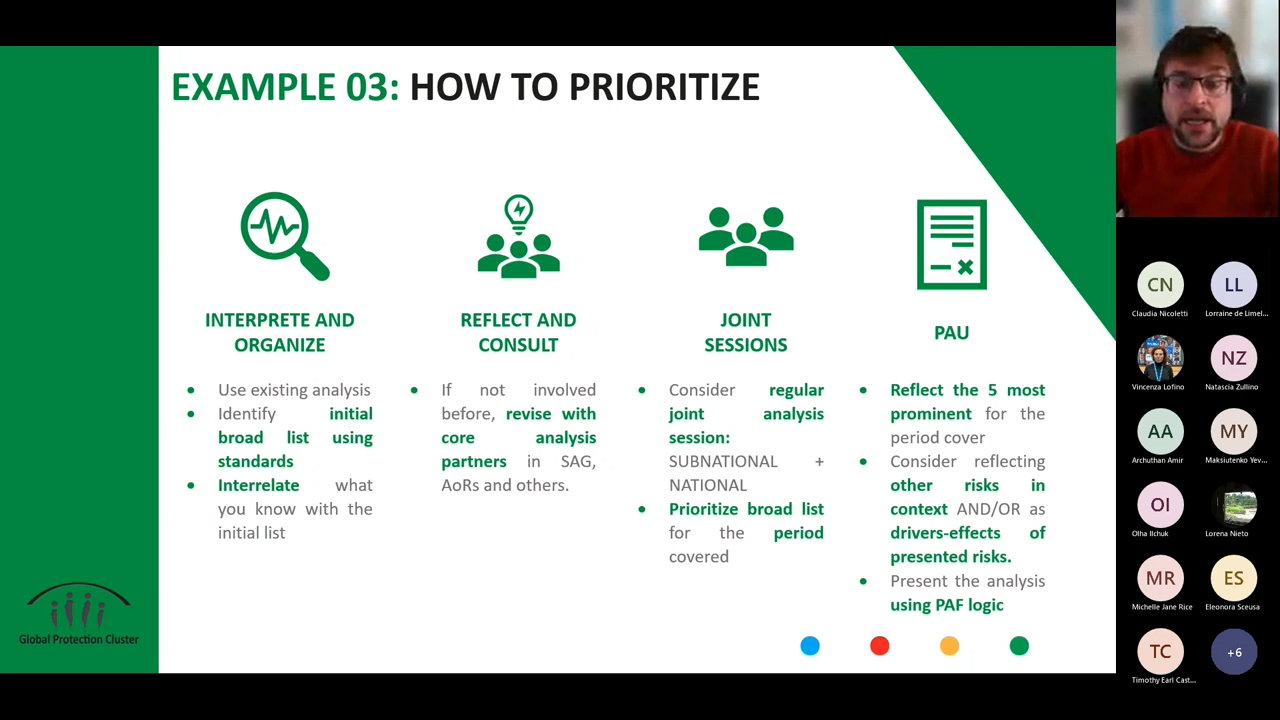 EXAMPLE 03: HOW TO PRIORITIZE
INTERPRETE AND
ORGANIZE
• Use existing analysis
• Identify initial
broad list using
standards
• Interrelate what
you know with the
initial list
REFLECT AND
CONSULT
• If not involved
before, revise with
core analysis
partners in SAG,
AoRs and others.
JOINT
SESSIONS
• Consider regular
joint analysis
session:
SUBNATIONAL +
NATIONAL
• Prioritize broad list
for the period
covered
PAU
• Reflect the 5 most
prominent for the
period cover
• Consider reflecting
other risks in
context AND/OR as
drivers-effects of
presented risks.
• Present the analysis
using PAF logic
Global Protection Cluster
CN
Claudia Nicoletti
LL
Lorraine de Limel...
Vincenza Lofino
NZ
Natascia Zullino
AA
Archuthan Amir
MY
Maksiutenko Yev...
OI
Olha Ilchuk
Lorena Nieto
MR
Michelle Jane Rice
ES
Eleonora Sceusa
TC
Timothy Earl Cast...
+6